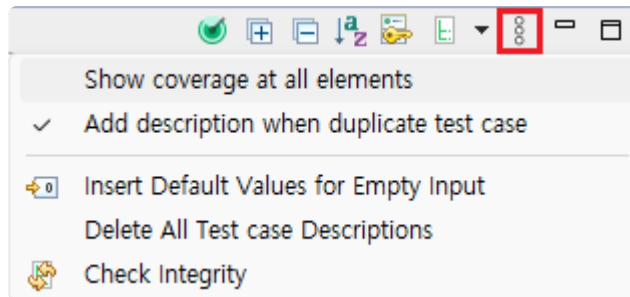 a
z
Show coverage at all elements
Add description when duplicate test case
0
Insert Default Values for Empty Input
Delete All Test case Descriptions
Check Integrity